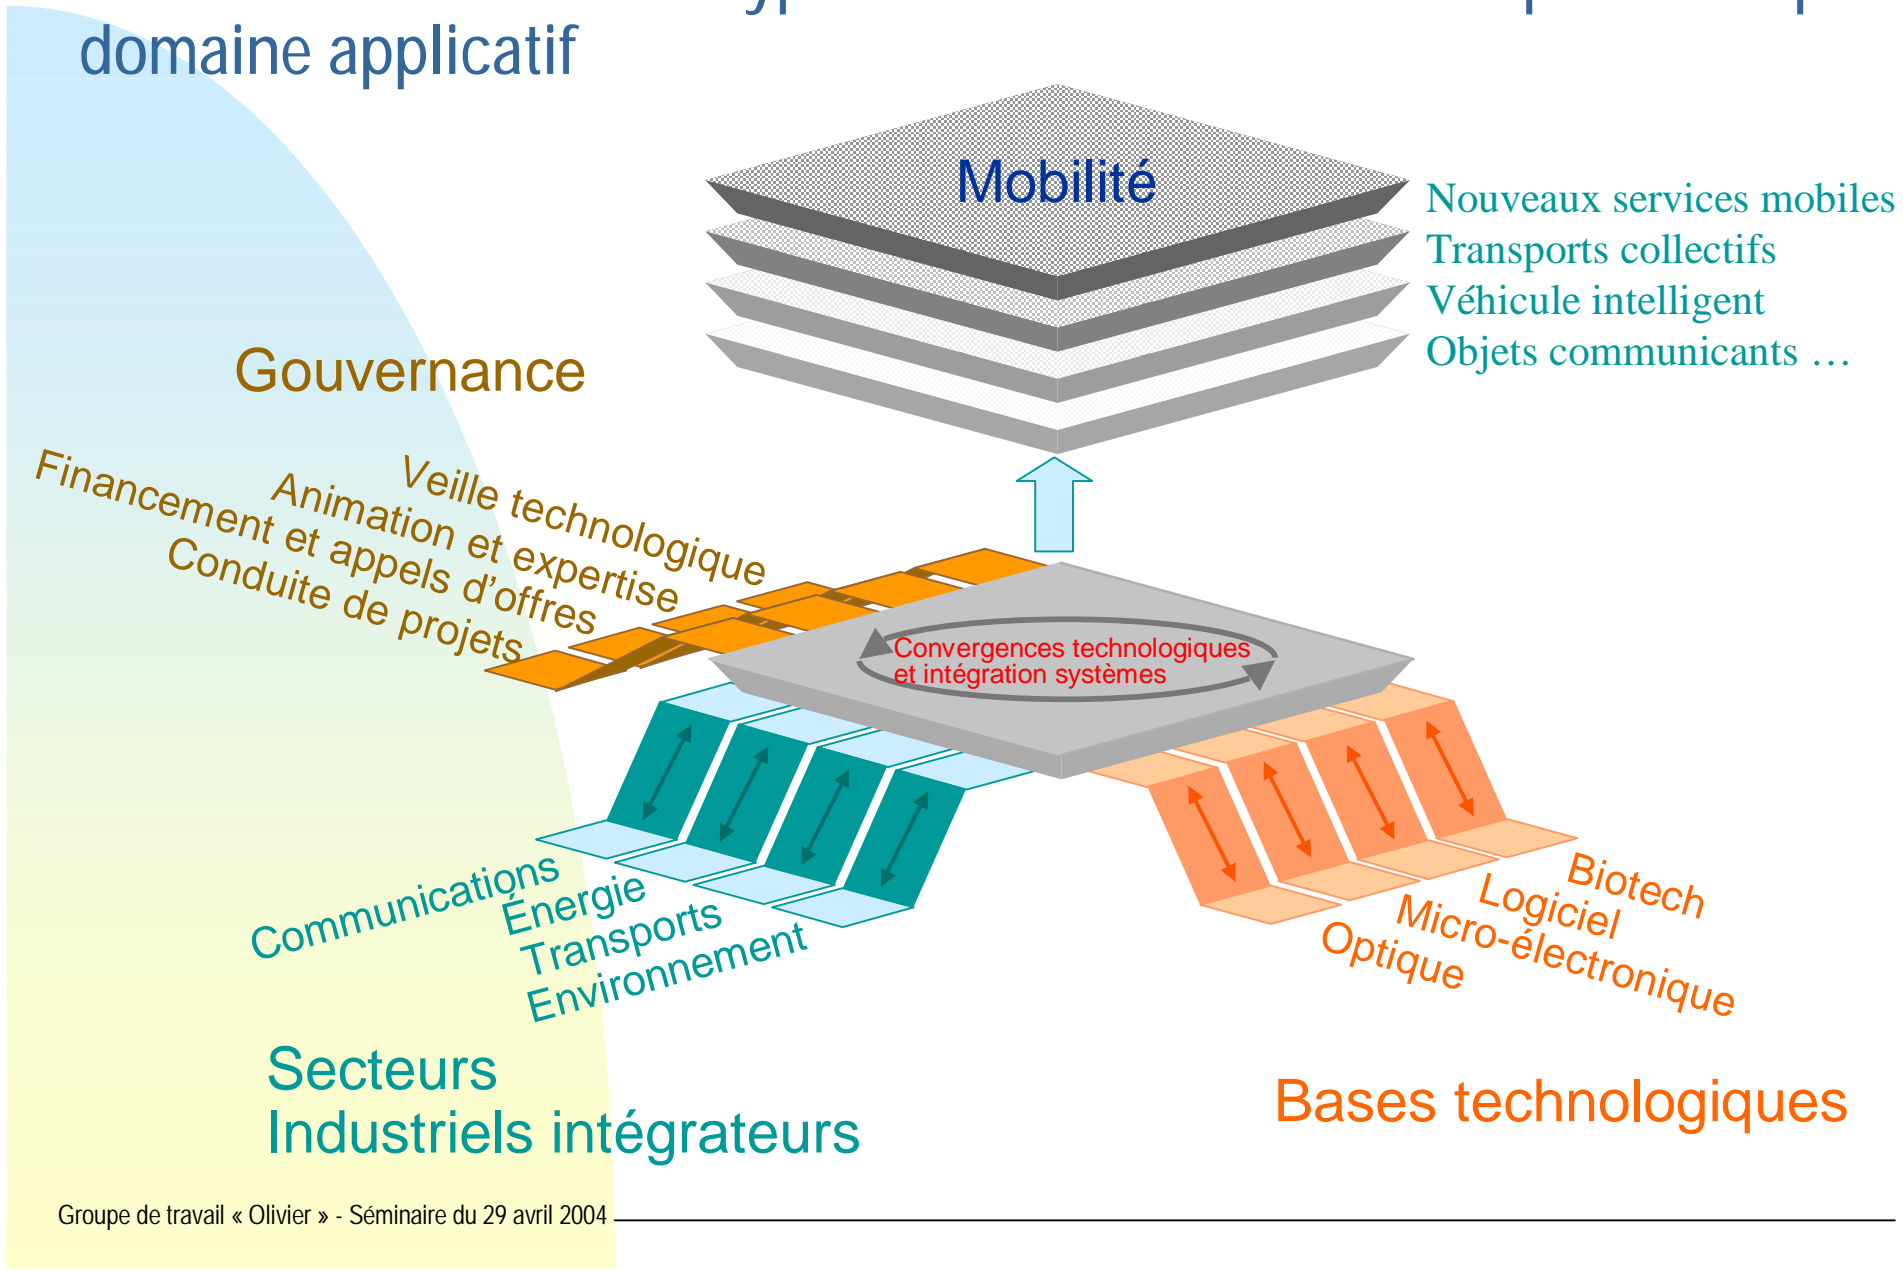 domaine applicatif
Mobilité
Nouveaux services mobiles
Transports collectifs
Véhicule intelligent
Objets communicants …
Gouvernance
Veille technologique
Animation et expertise
Financement et appels d’offres
Conduite de projets
Convergences technologiques
et intégration systèmes
Communications
Énergie
Transports
Environnement
Biotech
Logiciel
Micro-électronique
Optique
Secteurs
Industriels intégrateurs
Bases technologiques
Groupe de travail « Olivier » - Séminaire du 29 avril 2004